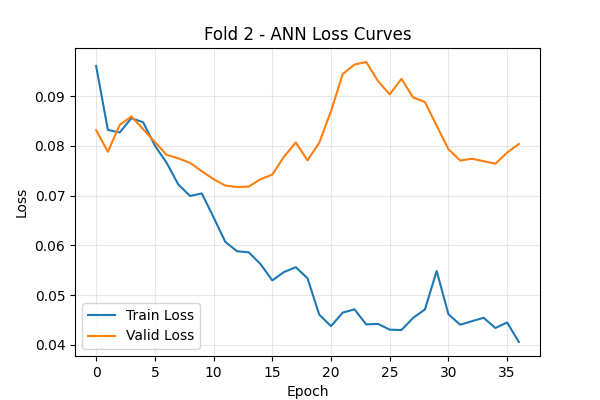 Fold 2 - ANN Loss Curves
Loss
0.09
0.08
0.07
0.06
0.05
0.04
Train Loss
Valid Loss
0 5 10 15 20 25 30 35
Epoch